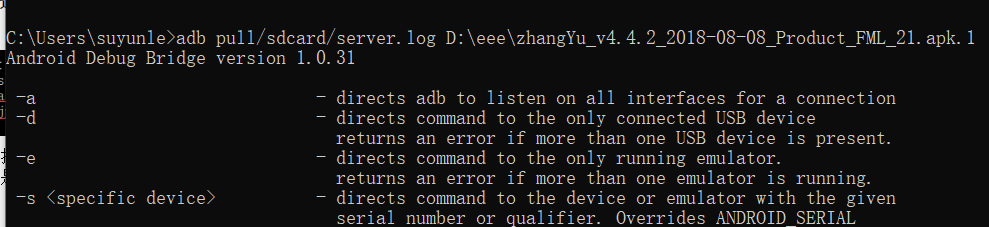 C:\Users\suyunle>adb pull/sdcard/server.log D:\eee\zhangYu_v4.4.2_2018-08-08_Product_FML_21.apk.1
Android Debug Bridge version 1.0.31
-a - directs adb to listen on all interfaces for a connection
-d - directs command to the only connected USB device
returns an error if more than one USB device is present.
-e - directs command to the only running emulator.
returns an error if more than one emulator is running.
-s <specific device> - directs command to the device or emulator with the given
serial number or qualifier. Overrides ANDROID_SERIAL